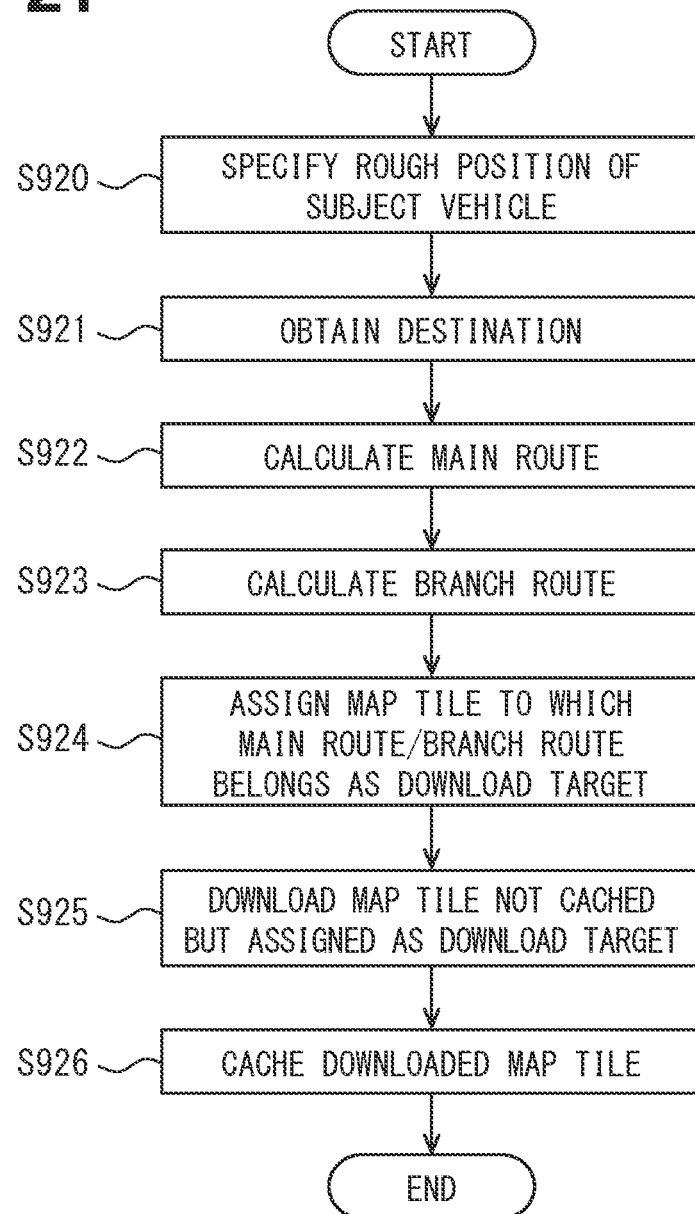 START
S920
SPECIFY ROUGH POSITION OF
SUBJECT VEHICLE
S921
OBTAIN DESTINATION
S922
CALCULATE MAIN ROUTE
S923
CALCULATE BRANCH ROUTE
S924
ASSIGN MAP TILE TO WHICH
MAIN ROUTE/BRANCH ROUTE
BELONGS AS DOWNLOAD TARGET
S925
DOWNLOAD MAP TILE NOT CACHED
BUT ASSIGNED AS DOWNLOAD TARGET
S926
CACHE DOWNLOADED MAP TILE
END